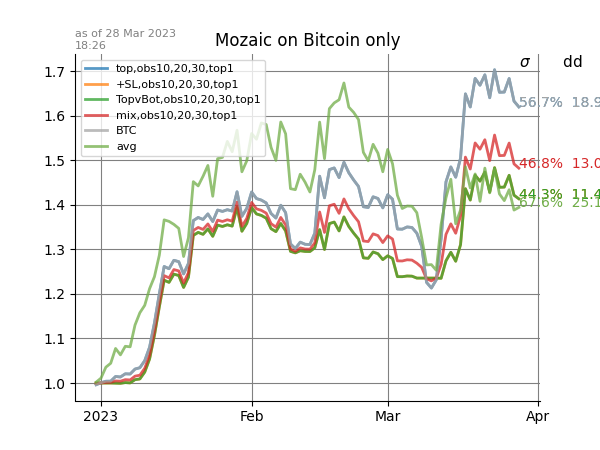 as of 28 Mar 2023
18:26
Mozaic on Bitcoin only
σ dd
top,obs10,20,30,top1
+SL,obs10,20,30,top1
TopvBot,obs10,20,30,top1
mix,obs10,20,30,top1
BTC
avg
1.7
1.6
1.5
1.4
1.3
1.2
1.1
1.0
56.7% 18.9
46.8% 13.0
44.3% 11.4
67.6% 25.1
2023 Feb Mar Apr